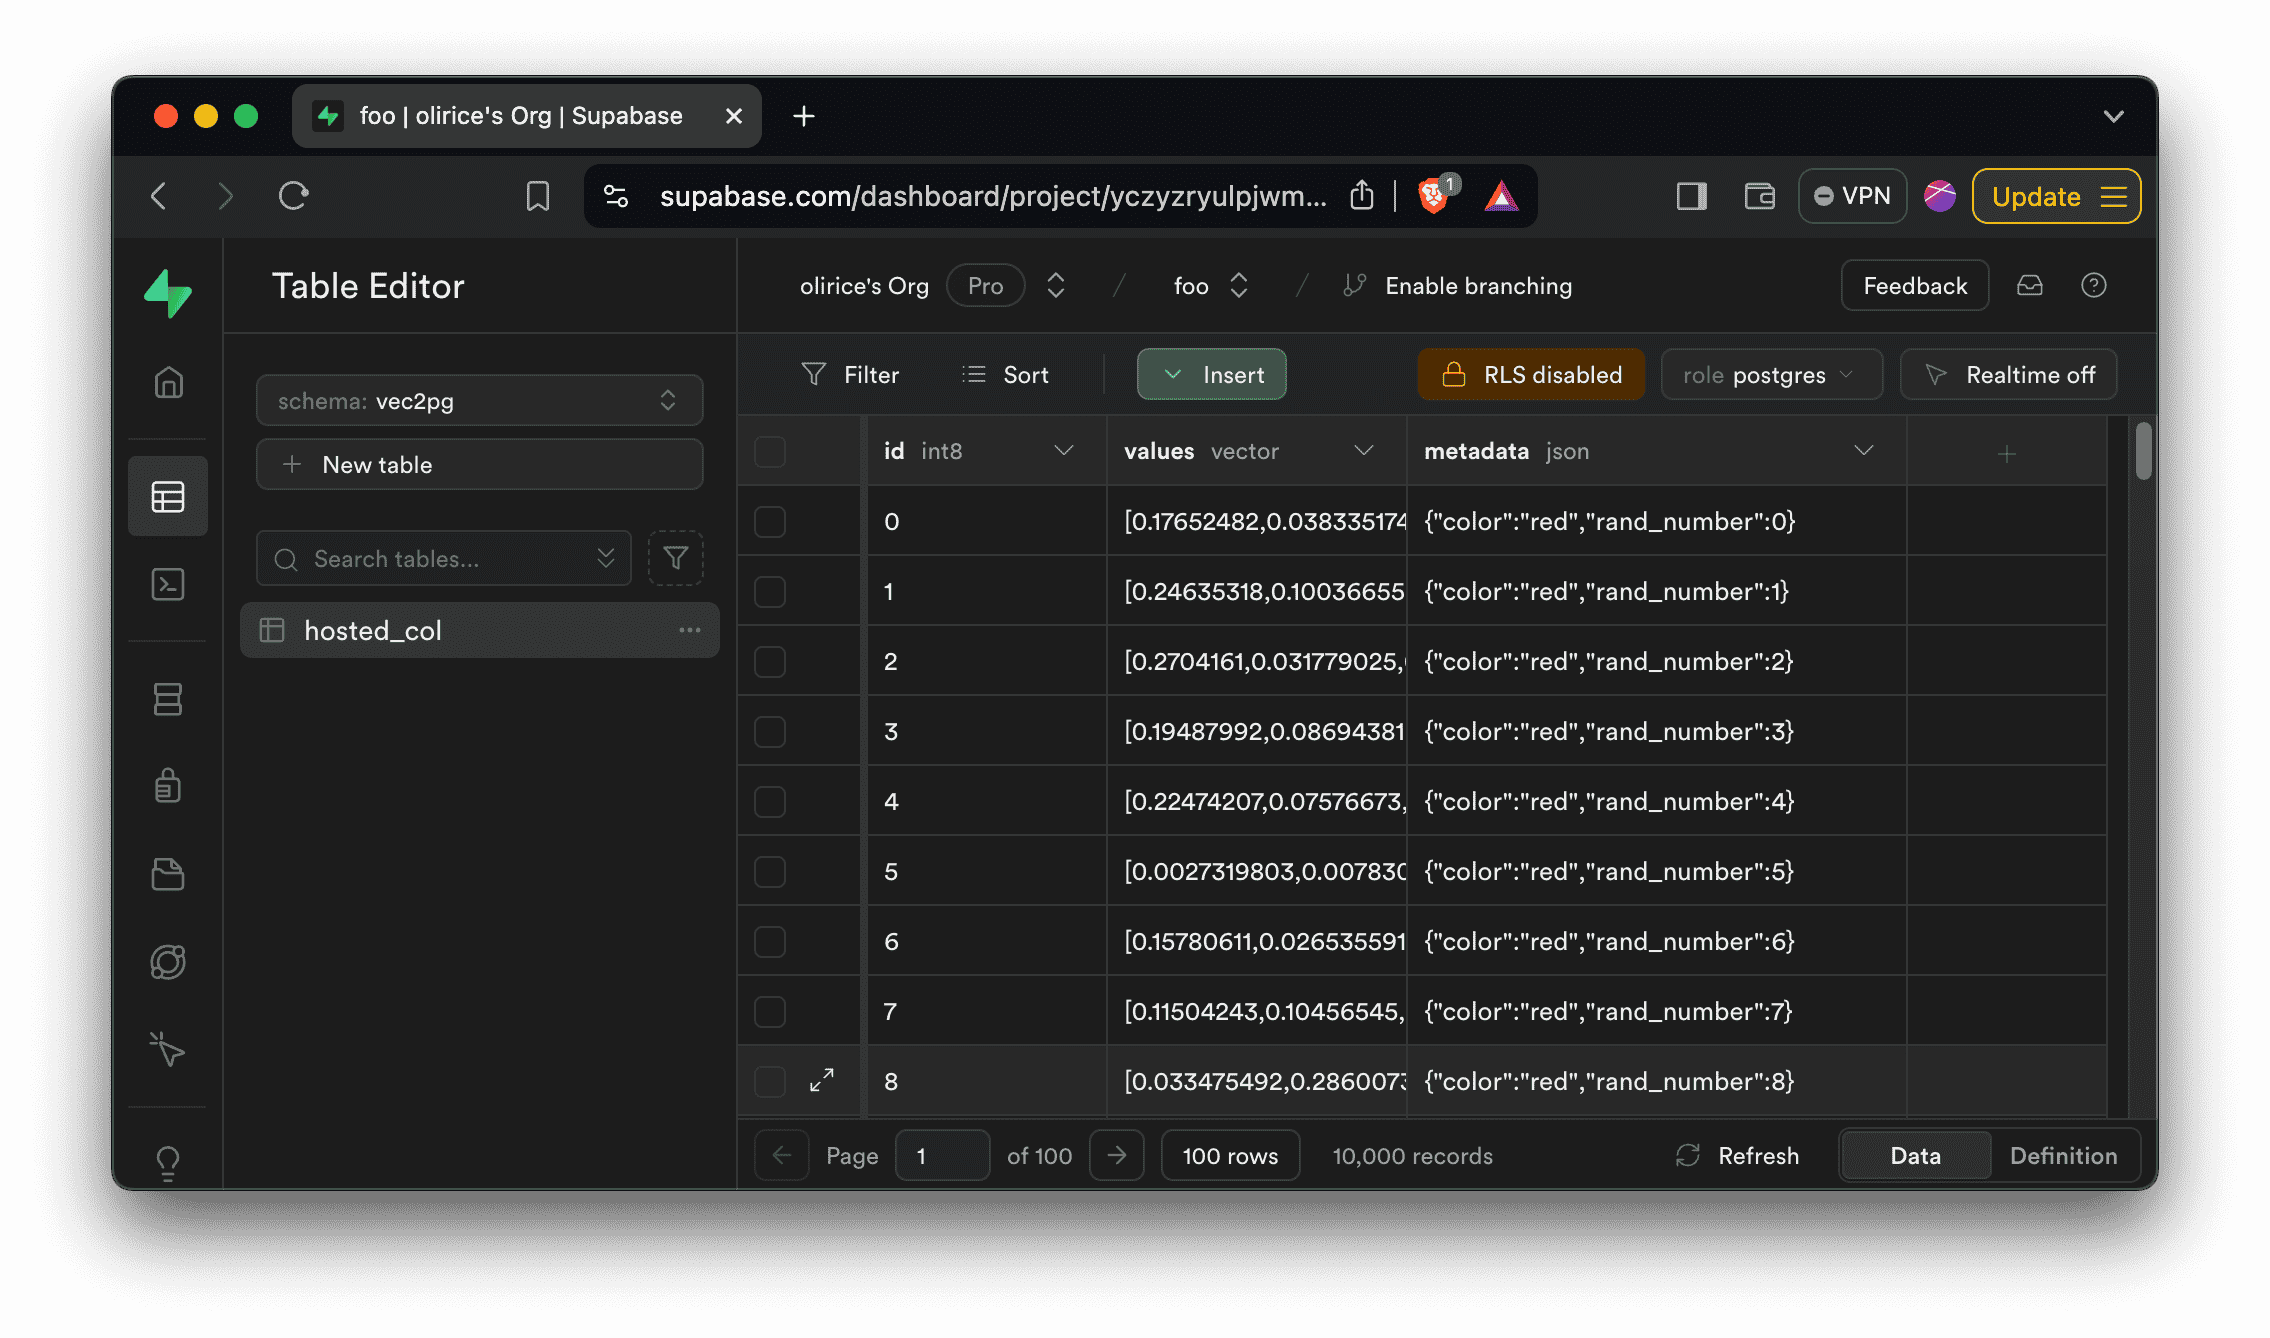 foo | olirice's Org | Supabase
supabase.com/dashboard/project/yczyzryulpjwm...
1
VPN
Update
Table Editor
olirice's Org Pro / foo / Enable branching
Feedback
schema: vec2pg
New table
Search tables...
hosted_col
Filter Sort Insert RLS disabled role postgres Realtime off
id int8 values vector metadata json
0 [0.17652482,0.038335174 {"color":"red","rand_number":0}
1 [0.24635318,0.10036655 {"color":"red","rand_number":1}
2 [0.2704161,0.031779025, {"color":"red","rand_number":2}
3 [0.19487992,0.08694381 {"color":"red","rand_number":3}
4 [0.22474207,0.07576673, {"color":"red","rand_number":4}
5 [0.0027319803,0.007830 {"color":"red","rand_number":5}
6 [0.15780611,0.026535591 {"color":"red","rand_number":6}
7 [0.11504243,0.10456545, {"color":"red","rand_number":7}
8 [0.033475492,0.2860073 {"color":"red","rand_number":8}
Page 1 of 100 100 rows 10,000 records Refresh Data Definition